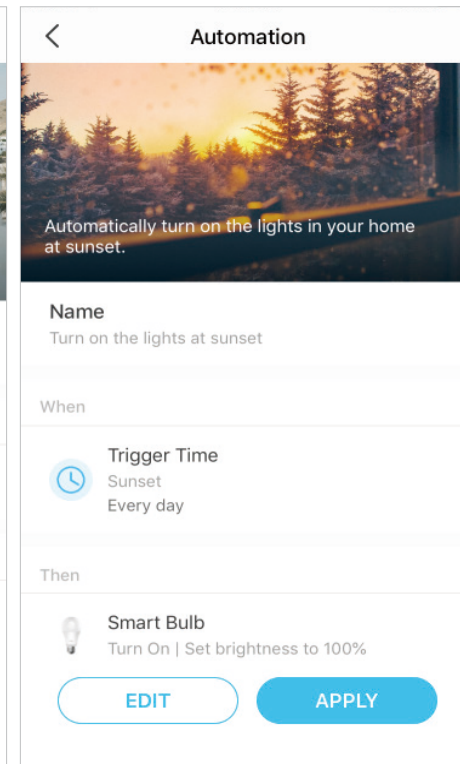 Automation
Automatically turn on the lights in your home
at sunset.
Name
Turn on the lights at sunset
When
Trigger Time
Sunset
Every day
Then
Smart Bulb
Turn On | Set brightness to 100%
EDIT
APPLY